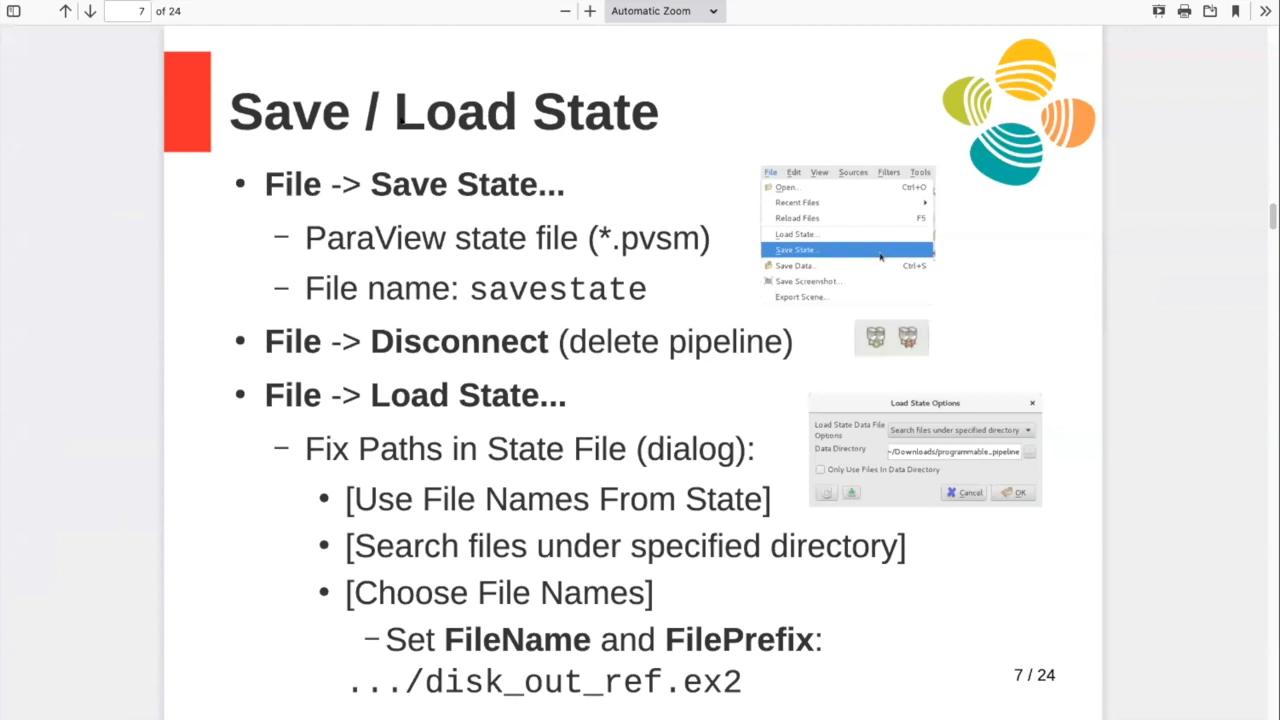 7 of 24 Automatic Zoom
Save / Load State
• File -> Save State...
– ParaView state file (*.pvsm)
– File name: savestate
• File -> Disconnect (delete pipeline)
• File -> Load State...
– Fix Paths in State File (dialog):
• [Use File Names From State]
• [Search files under specified directory]
• [Choose File Names]
– Set FileName and FilePrefix:
.../disk_out_ref.ex2
File Edit View Sources Filters Tools
Open... Ctrl+O
Recent Files
Reload Files F5
Load State...
Save State...
Save Data... Ctrl+S
Save Screenshot...
Export Scene...
Load State Options
Load State Data File
Options
Search files under specified directory
Data Directory ~/Downloads/programmable_pipeline
Only Use Files In Data Directory
Cancel OK
7 / 24